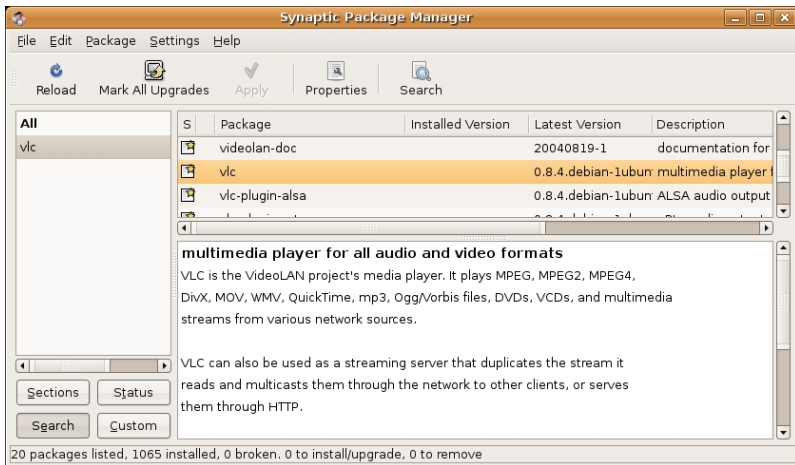 Synaptic Package Manager
File Edit Package Settings Help
Reload Mark All Upgrades Apply Properties Search
All
vlc
S Package Installed Version Latest Version Description
videolan-doc 20040819-1 documentation for
vlc 0.8.4.debian-1ubun multimedia player f
vlc-plugin-alsa 0.8.4.debian-1ubun ALSA audio output
multimedia player for all audio and video formats
VLC is the VideoLAN project's media player. It plays MPEG, MPEG2, MPEG4,
DivX, MOV, WMV, QuickTime, mp3, Ogg/Vorbis files, DVDs, VCDs, and multimedia
streams from various network sources.
VLC can also be used as a streaming server that duplicates the stream it
reads and multicasts them through the network to other clients, or serves
them through HTTP.
Sections Status
Search Custom
20 packages listed, 1065 installed, 0 broken. 0 to install/upgrade, 0 to remove